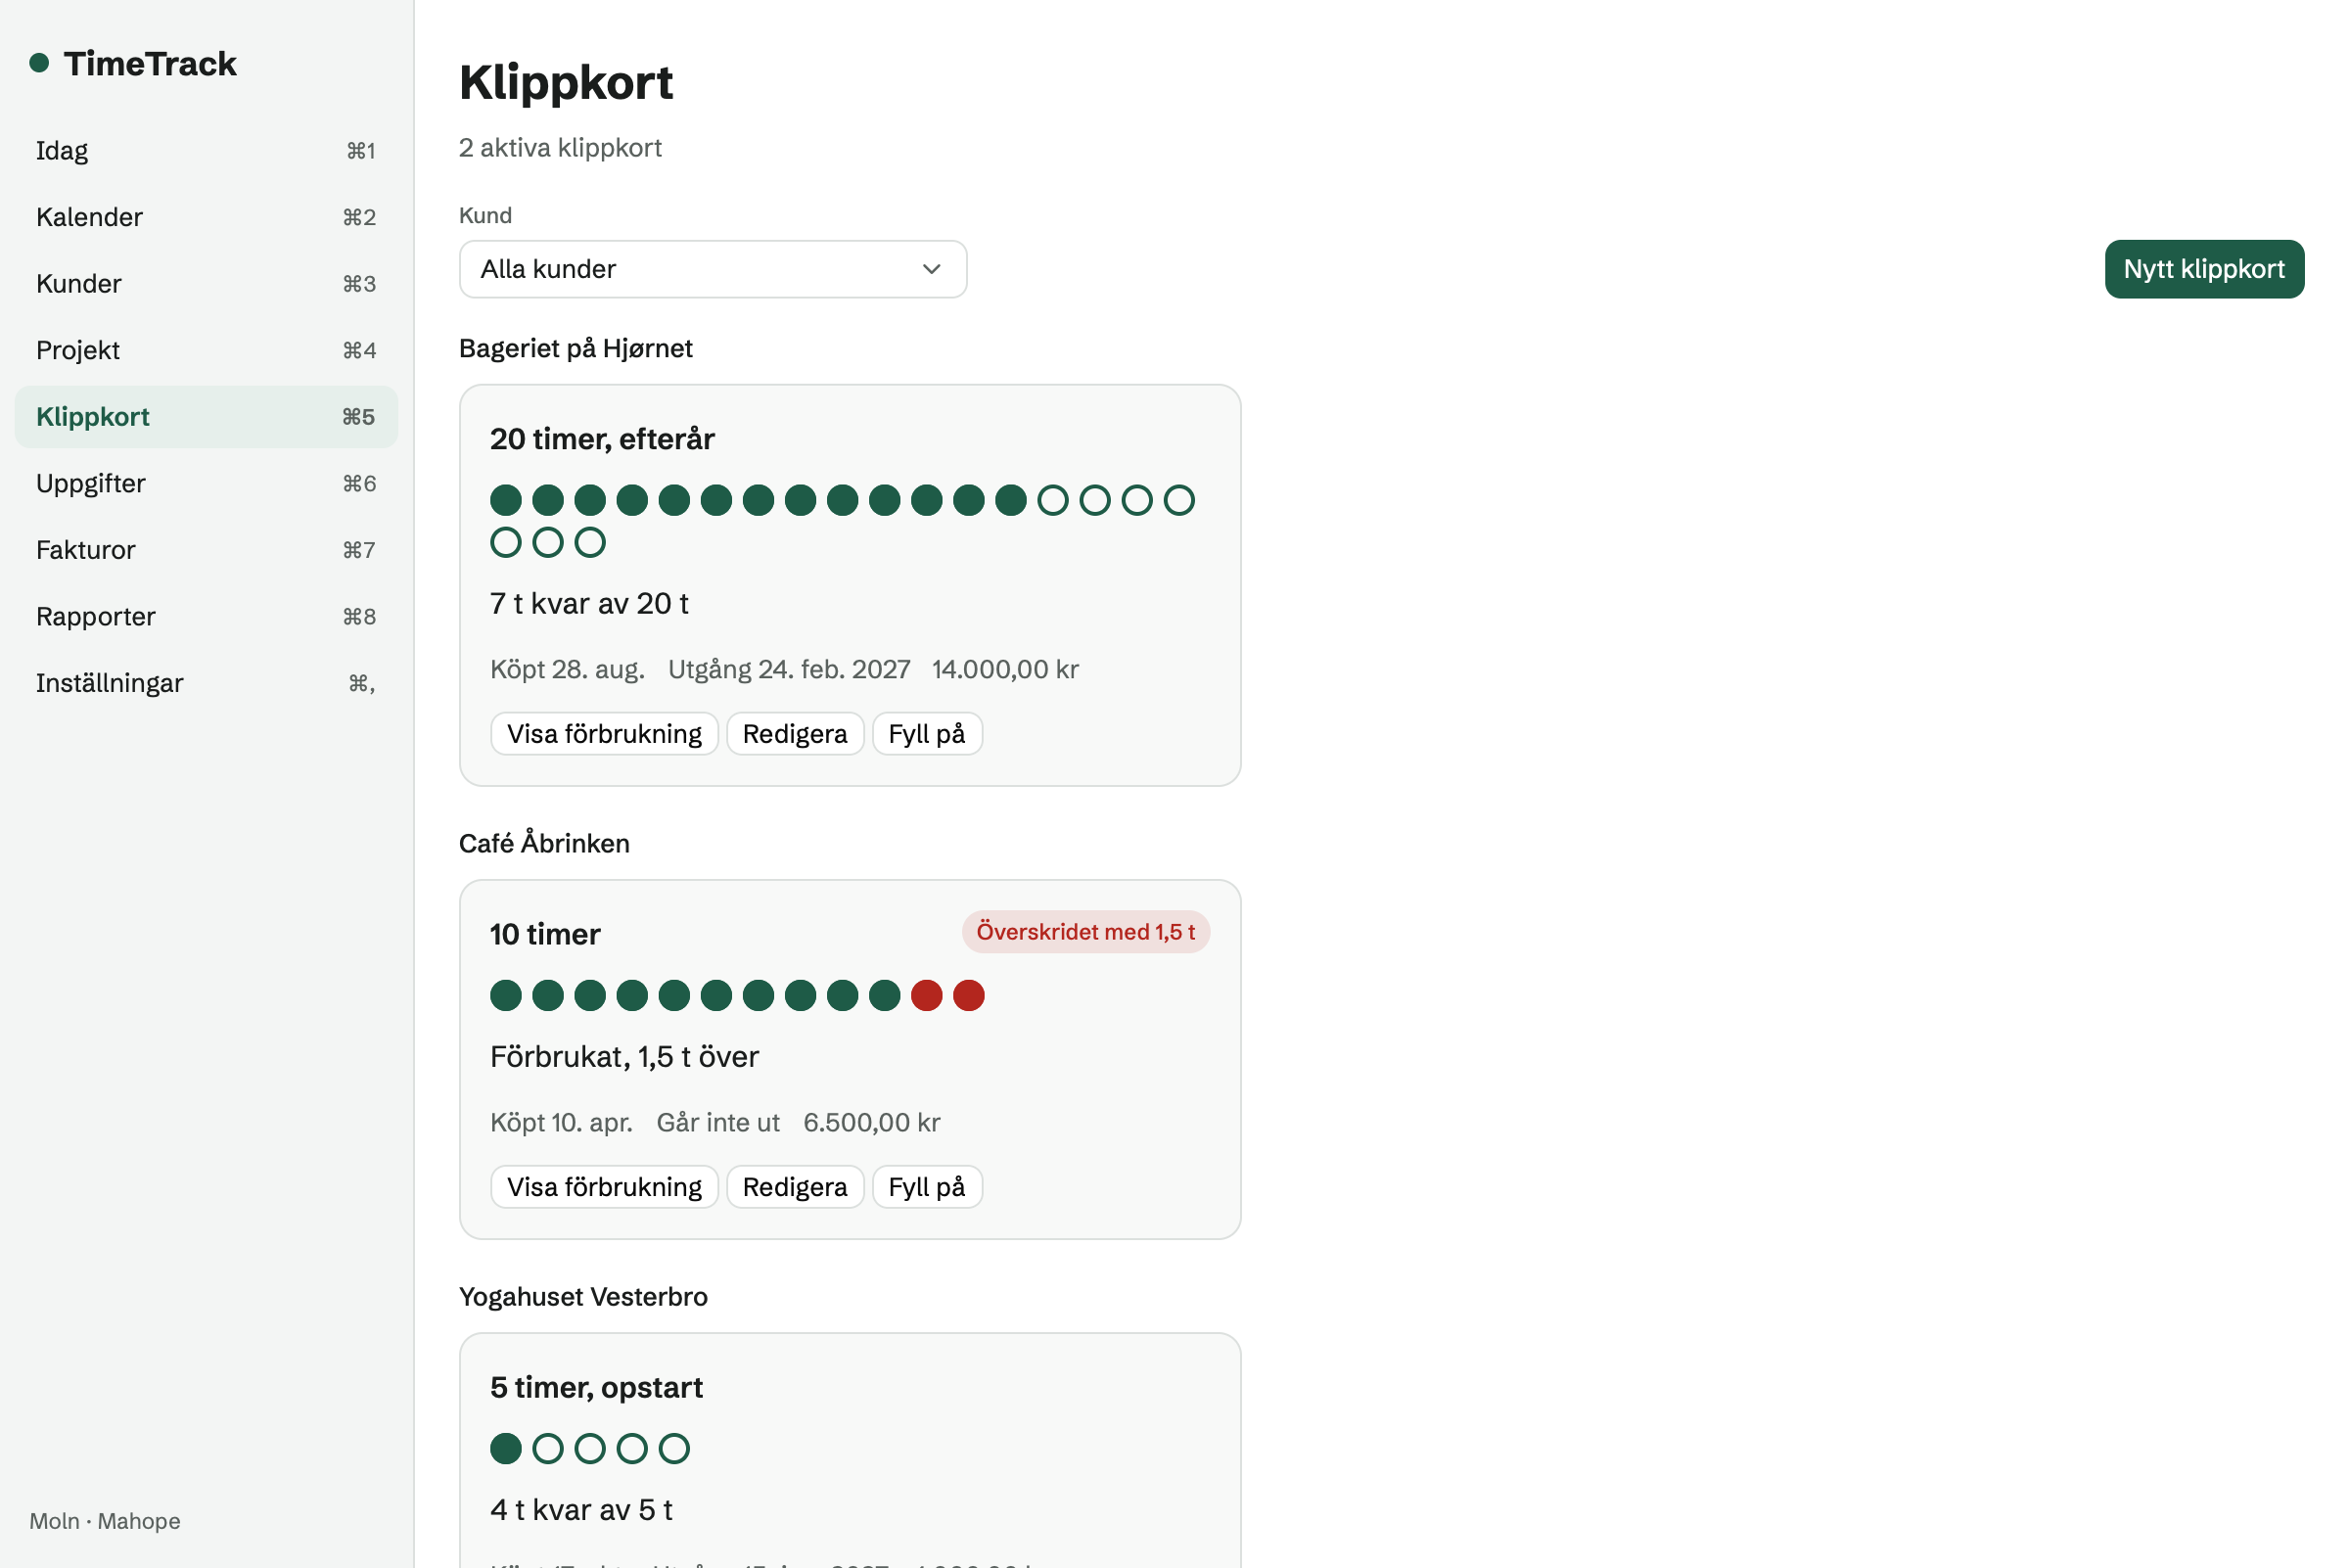 TimeTrack
Idag ⌘1
Kalender ⌘2
Kunder ⌘3
Projekt ⌘4
Klippkort ⌘5
Uppgifter ⌘6
Fakturor ⌘7
Rapporter ⌘8
Inställningar ⌘,
Moln · Mahope
Klippkort
2 aktiva klippkort
Kund
Alla kunder
Nytt klippkort
Bageriet på Hjørnet
20 timer, efterår
7 t kvar av 20 t
Köpt 28. aug. Utgång 24. feb. 2027 14.000,00 kr
Visa förbrukning Redigera Fyll på
Café Åbrinken
10 timer Överskridet med 1,5 t
Förbrukat, 1,5 t över
Köpt 10. apr. Går inte ut 6.500,00 kr
Visa förbrukning Redigera Fyll på
Yogahuset Vesterbro
5 timer, opstart
4 t kvar av 5 t